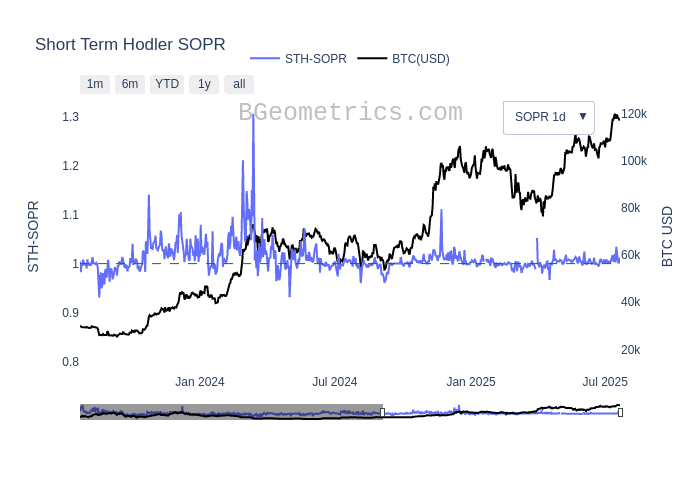 Short Term Hodler SOPR
STH-SOPR
BTC(USD)
1m
6m
YTD
1y
all
BGeometrics.com
SOPR 1d ▼
1.3
1.2
1.1
1
0.9
0.8
STH-SOPR
120k
100k
80k
60k
40k
20k
BTC USD
Jan 2024
Jul 2024
Jan 2025
Jul 2025